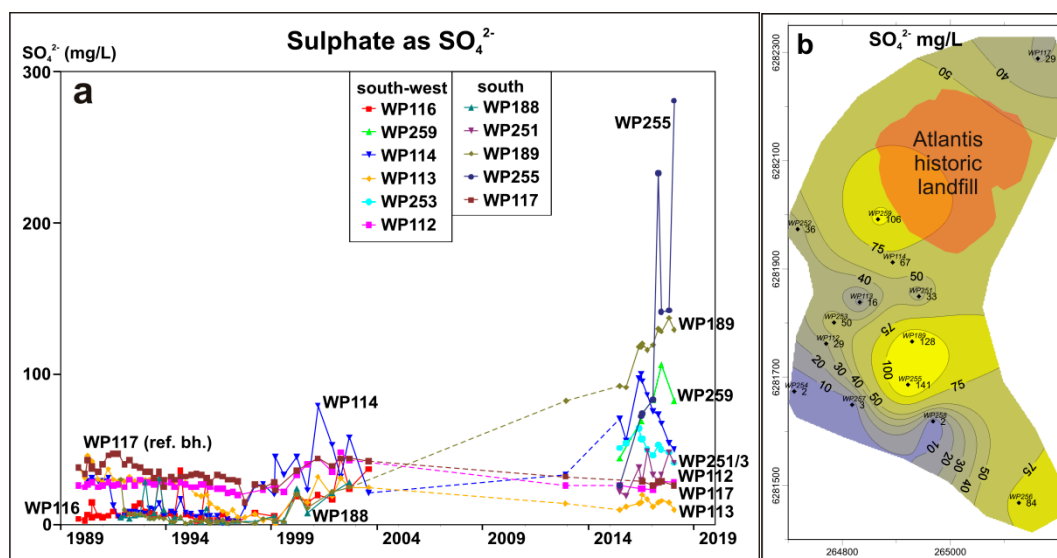 Sulphate as SO₄²⁻
SO₄²⁻ (mg/L)
a
300
200
100
0
south-west
WP116
WP259
WP114
WP113
WP253
WP112
south
WP188
WP251
WP189
WP255
WP117
WP255
WP189
WP259
WP251/3
WP112
WP117
WP113
WP114
WP117 (ref. bh.)
WP116
WP188
1989
1994
1999
2004
2014
2019
b
SO₄²⁻ mg/L
6282300
6282100
6281900
6281700
6281500
264800
265000
Atlantis
historic
landfill
WP117
29
50
40
WP259
106
WP252
36
75
WP114
67
40
50
WP251
33
WP113
16
WP253
50
75
WP112
29
WP189
128
20
30
40
50
100
WP255
141
75
10
WP254
2
WP257
3
WP258
2
10
20
30
40
50
75
WP256
84